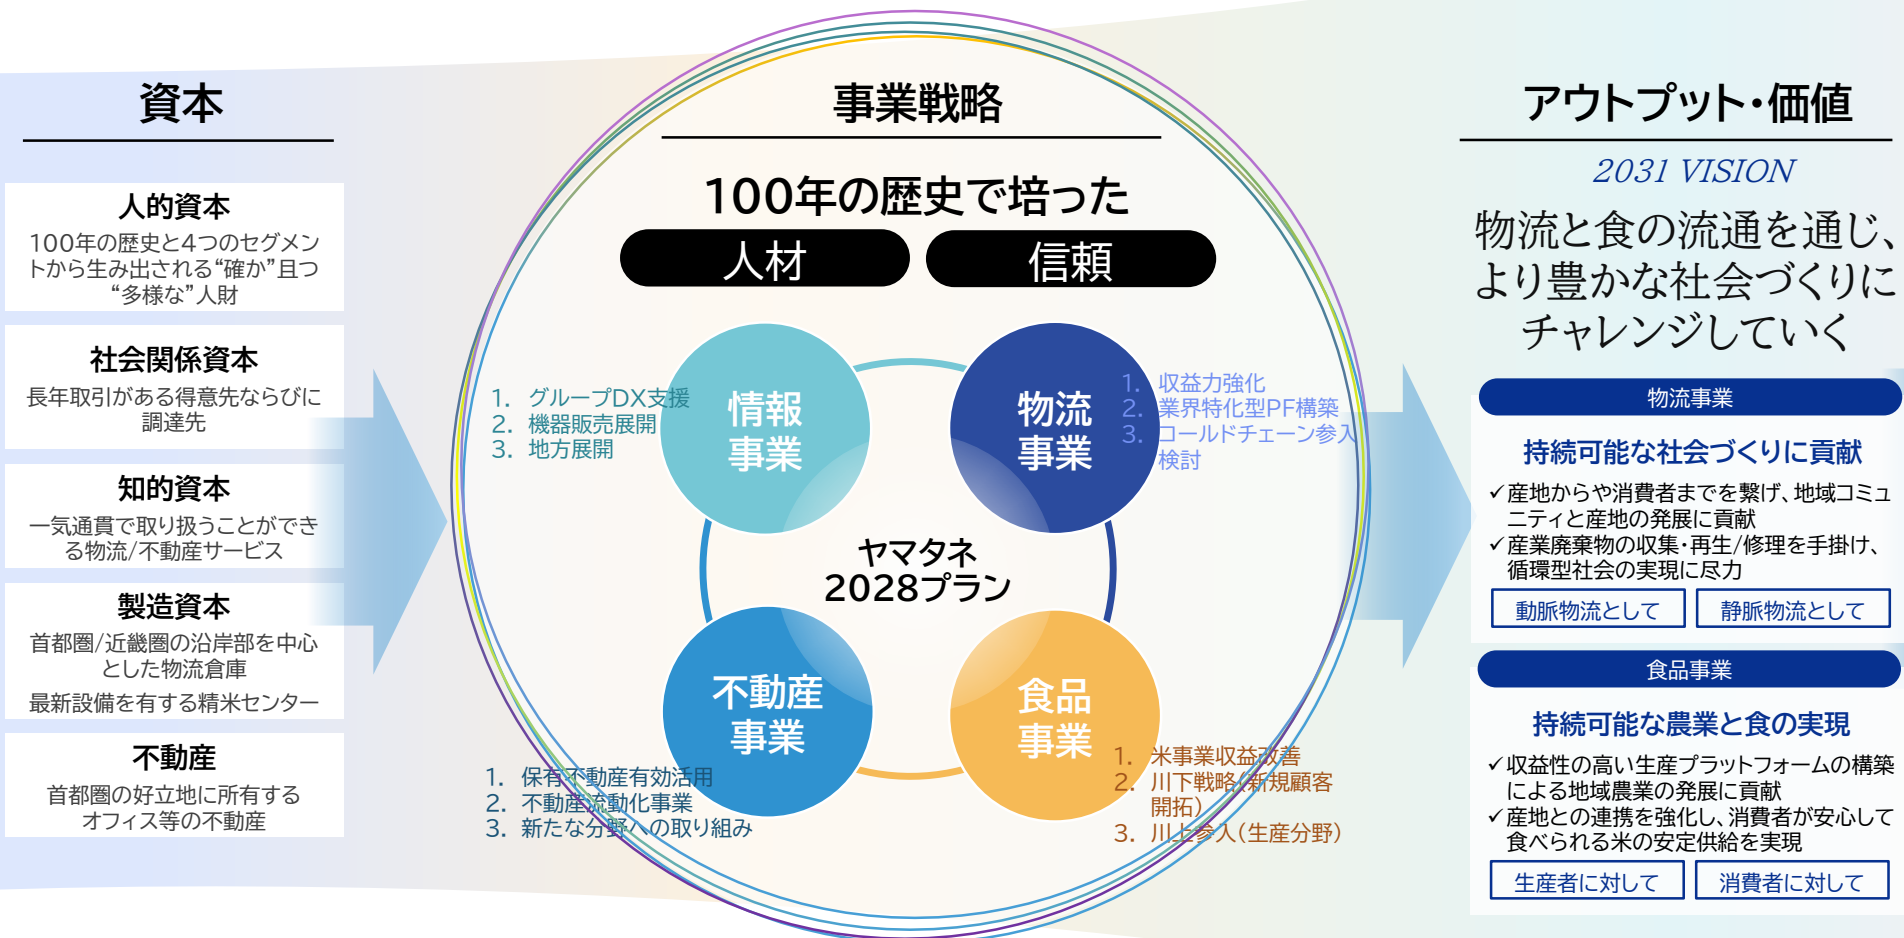 資本
人的資本
100年の歴史と4つのセグメン
トから生み出される“確か”且つ
“多様な”人財
社会関係資本
長年取引がある得意先ならびに
調達先
知的資本
一気通貫で取り扱うことができ
る物流/不動産サービス
製造資本
首都圏/近畿圏の沿岸部を中心
とした物流倉庫
最新設備を有する精米センター
不動産
首都圏の好立地に所有する
オフィス等の不動産
事業戦略
100年の歴史で培った
人材
信頼
1. グループDX支援
2. 機器販売展開
3. 地方展開
情報
事業
物流
事業
1. 収益力強化
2. 業界特化型PF構築
3. コールドチェーン参入
検討
ヤマタネ
2028プラン
不動産
事業
1. 保有不動産有効活用
2. 不動産流動化事業
3. 新たな分野への取り組み
食品
事業
1. 米事業収益改善
2. 川下戦略(新規顧客
開拓)
3. 川上参入(生産分野)
アウトプット・価値
2031 VISION
物流と食の流通を通じ、
より豊かな社会づくりに
チャレンジしていく
物流事業
持続可能な社会づくりに貢献
✓産地からや消費者までを繋げ、地域コミュ
ニティと産地の発展に貢献
✓産業廃棄物の収集・再生/修理を手掛け、
循環型社会の実現に尽力
動脈物流として
静脈物流として
食品事業
持続可能な農業と食の実現
✓収益性の高い生産プラットフォームの構築
による地域農業の発展に貢献
✓産地との連携を強化し、消費者が安心して
食べられる米の安定供給を実現
生産者に対して
消費者に対して